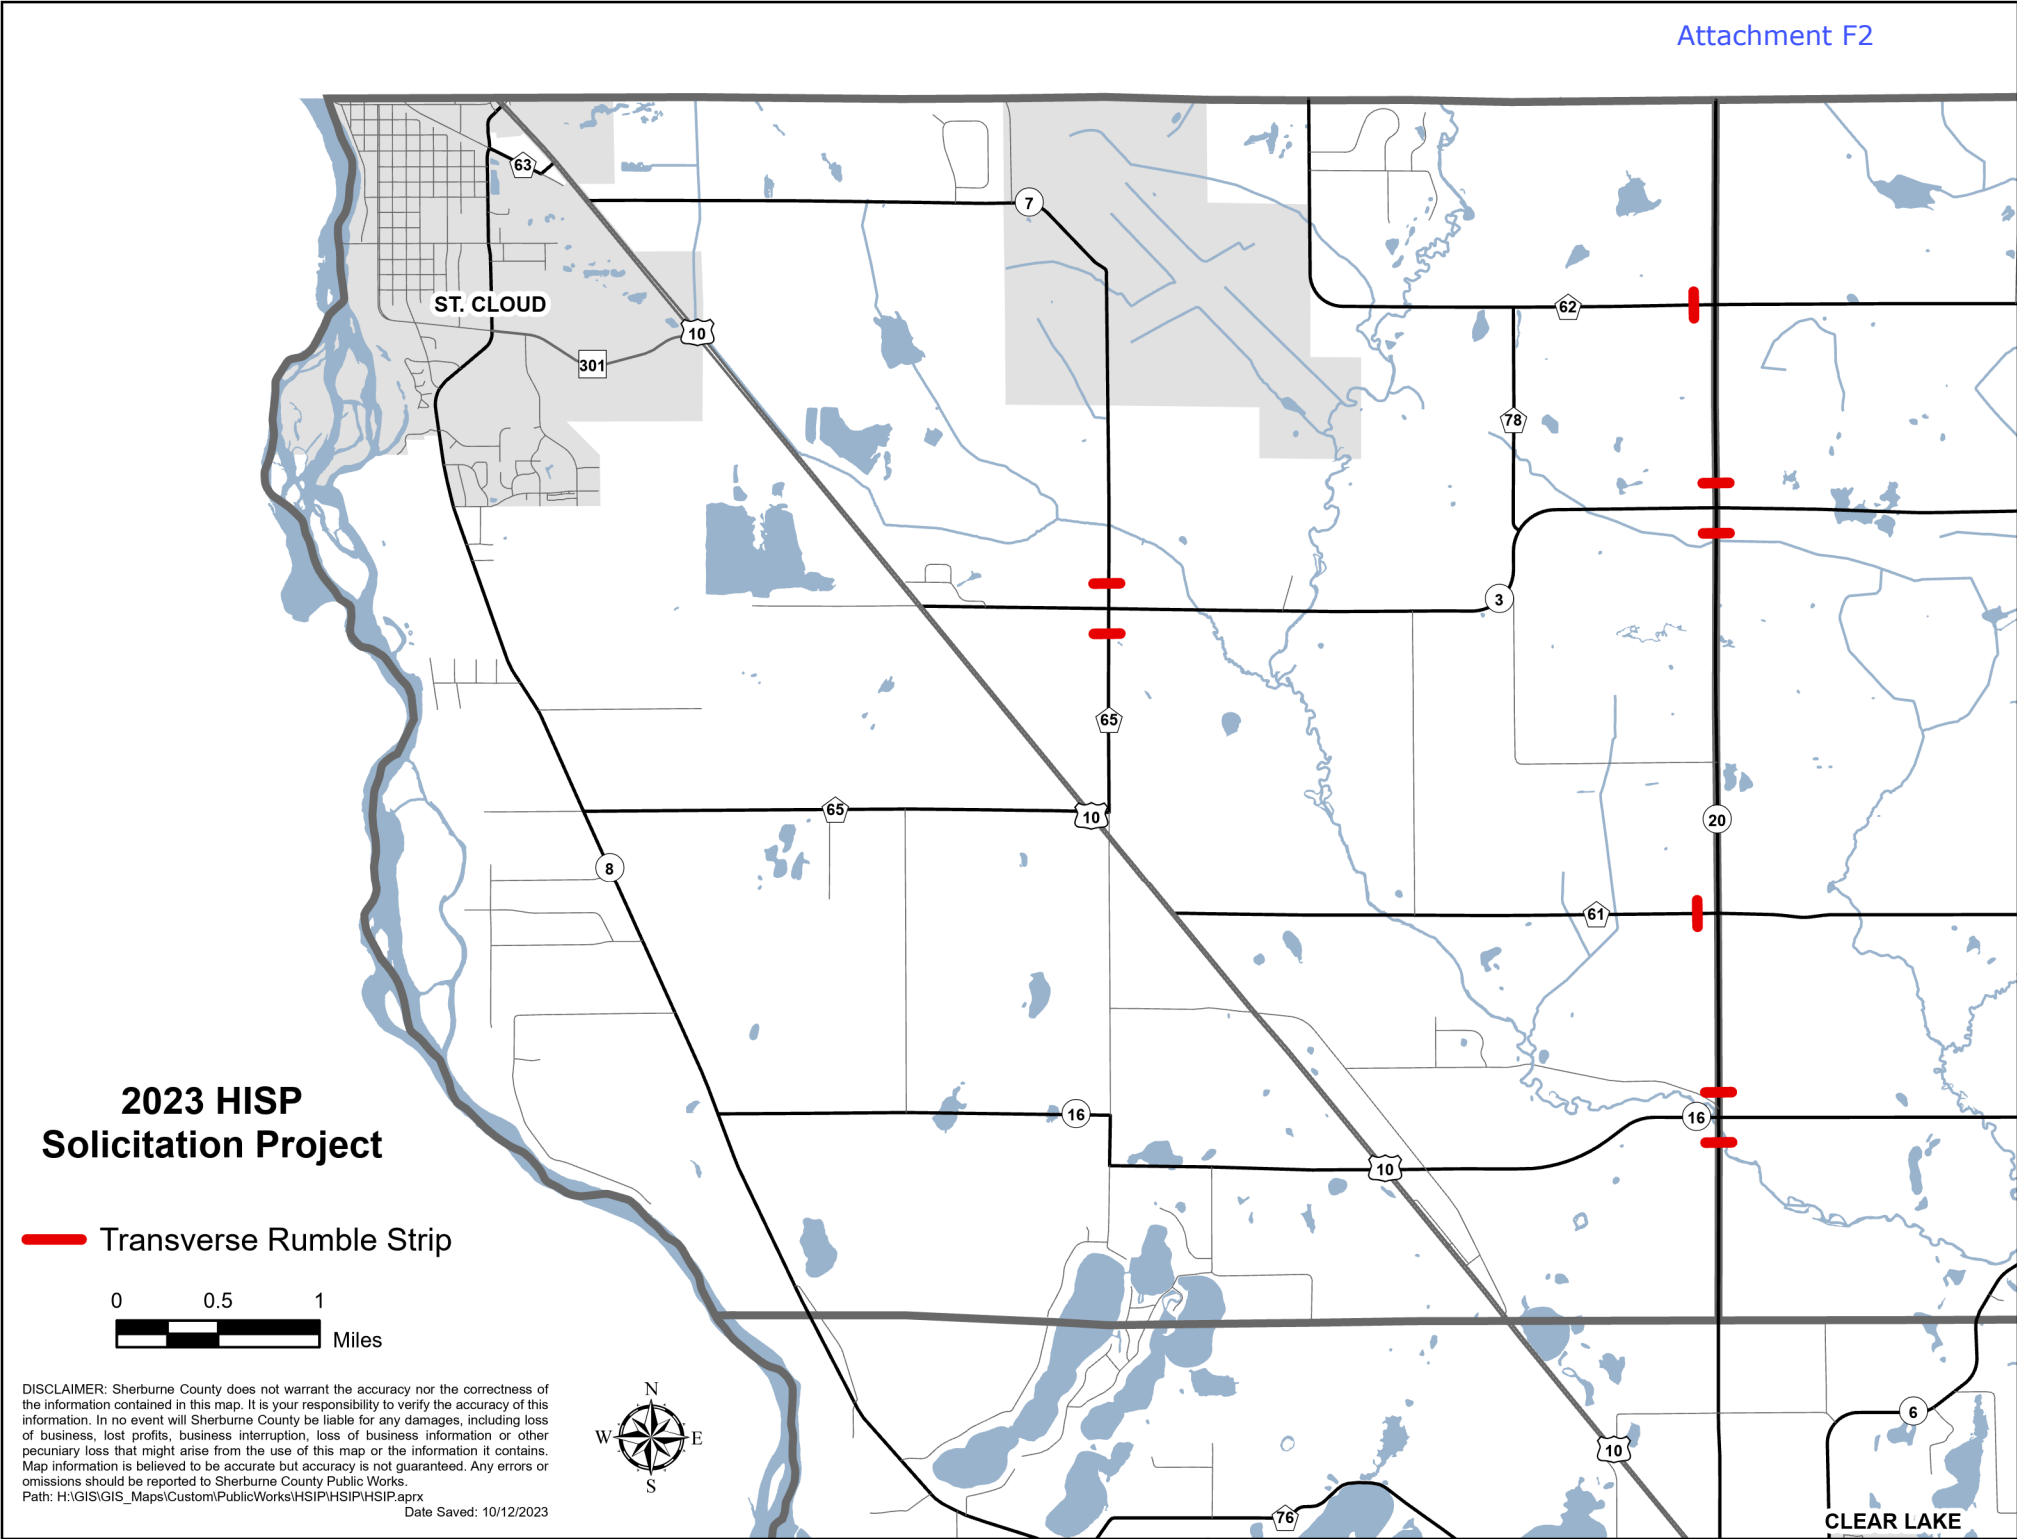 Attachment F2
63
7
ST. CLOUD
10
62
301
78
3
65
65
10
20
8
61
16
16
10
2023 HISP
Solicitation Project
Transverse Rumble Strip
0 0.5 1
Miles
DISCLAIMER: Sherburne County does not warrant the accuracy nor the correctness of
the information contained in this map. It is your responsibility to verify the accuracy of this
information. In no event will Sherburne County be liable for any damages, including loss
of business, lost profits, business interruption, loss of business information or other
pecuniary loss that might arise from the use of this map or the information it contains.
Map information is believed to be accurate but accuracy is not guaranteed. Any errors or
omissions should be reported to Sherburne County Public Works.
Path: H:\GIS\GIS_Maps\Custom\PublicWorks\HSIP\HSIP\HSIP.aprx
Date Saved: 10/12/2023
N
W E
S
6
10
76
CLEAR LAKE